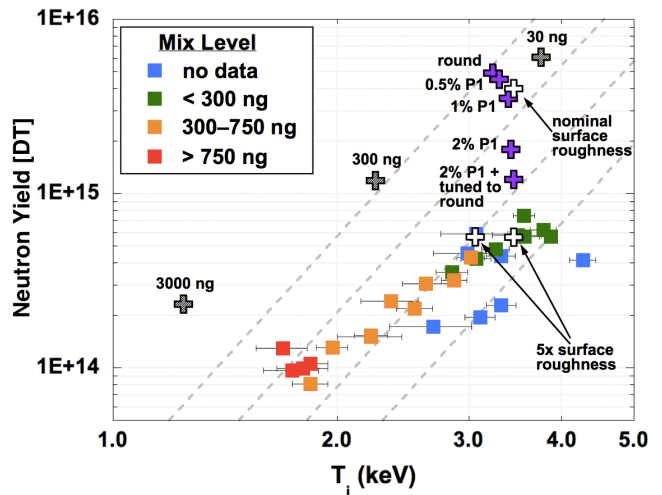 1E+16
30 ng
Mix Level
no data
< 300 ng
300–750 ng
> 750 ng
round
0.5% P1
1% P1
nominal
surface
roughness
2% P1
300 ng
2% P1 +
tuned to
round
Neutron Yield [DT]
1E+15
3000 ng
5x surface
roughness
1E+14
1.0
2.0
3.0
4.0
5.0
T i (keV)